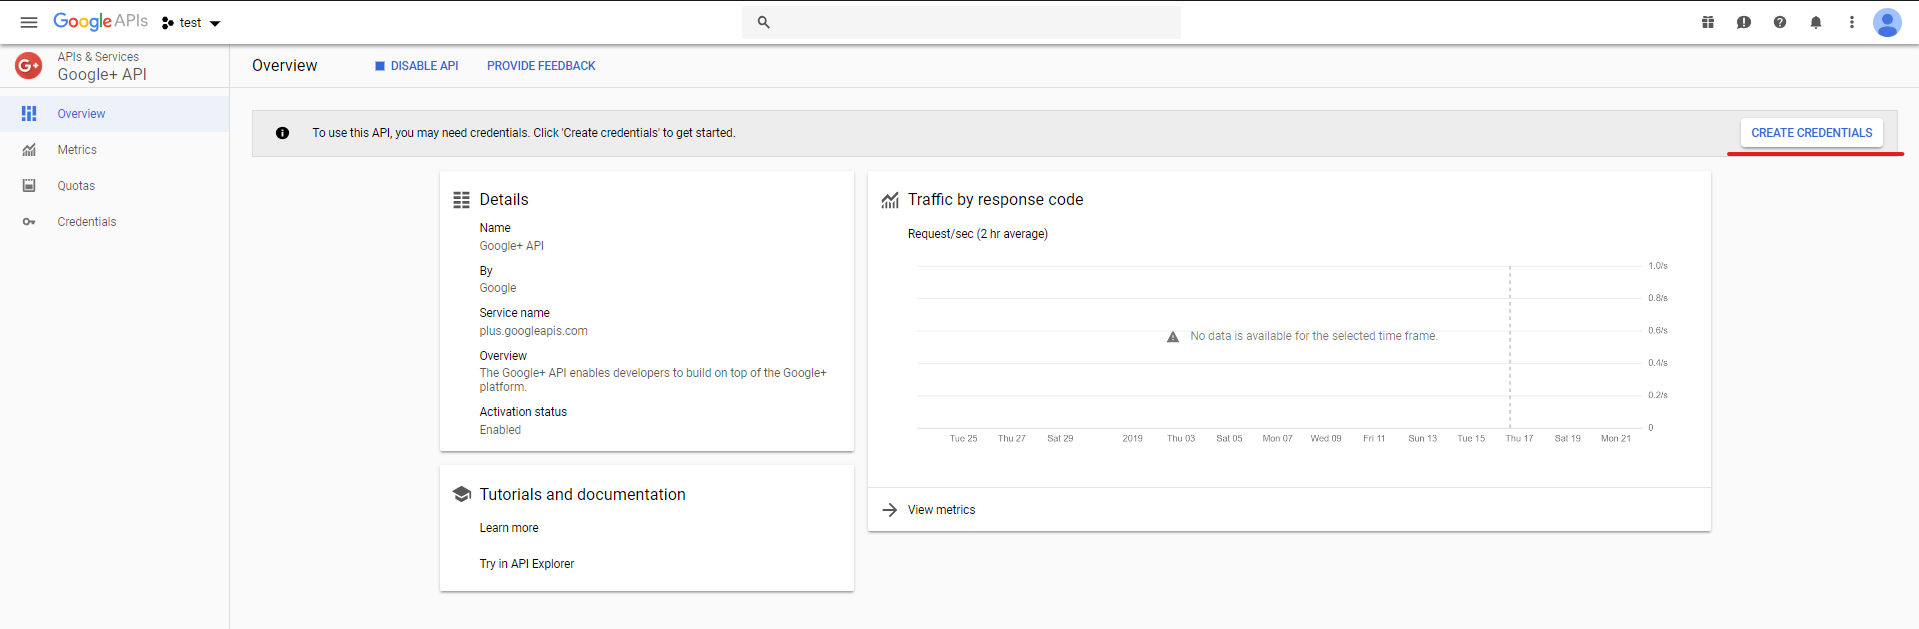 Google APIs test
APIs & Services
Google+ API
Overview
Metrics
Quotas
Credentials
Overview DISABLE API PROVIDE FEEDBACK
To use this API, you may need credentials. Click 'Create credentials' to get started.
CREATE CREDENTIALS
Details
Name
Google+ API
By
Google
Service name
plus.googleapis.com
Overview
The Google+ API enables developers to build on top of the Google+
platform.
Activation status
Enabled
Tutorials and documentation
Learn more
Try in API Explorer
Traffic by response code
Request/sec (2 hr average)
1.0/s
0.8/s
0.6/s
0.4/s
0.2/s
0
No data is available for the selected time frame.
Tue 25 Thu 27 Sat 29 2019 Thu 03 Sat 05 Mon 07 Wed 09 Fri 11 Sun 13 Tue 15 Thu 17 Sat 19 Mon 21
View metrics